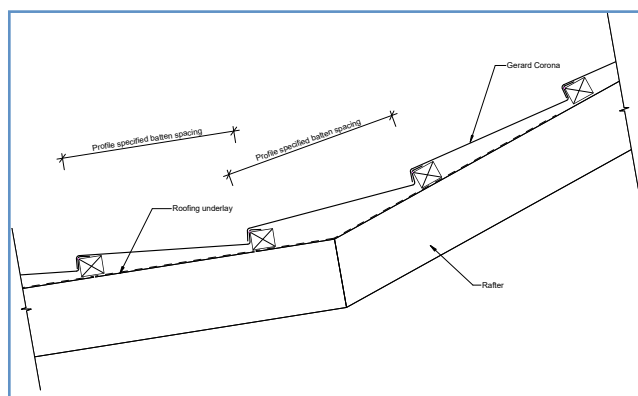 Gerard Corona
Profile specified batten spacing
Profile specified batten spacing
Roofing underlay
Rafter